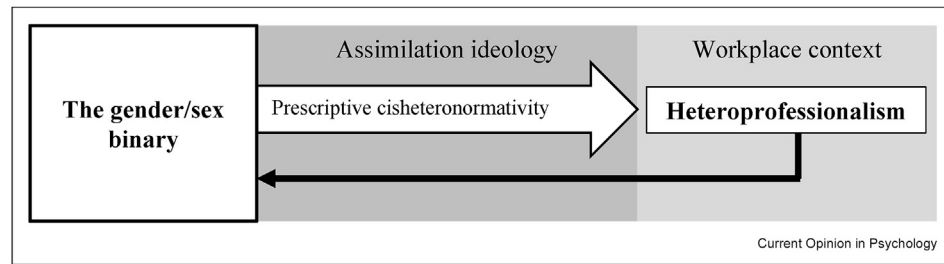 Assimilation ideology
Workplace context
The gender/sex
binary
Prescriptive cisheteronormativity
Heteroprofessionalism
Current Opinion in Psychology